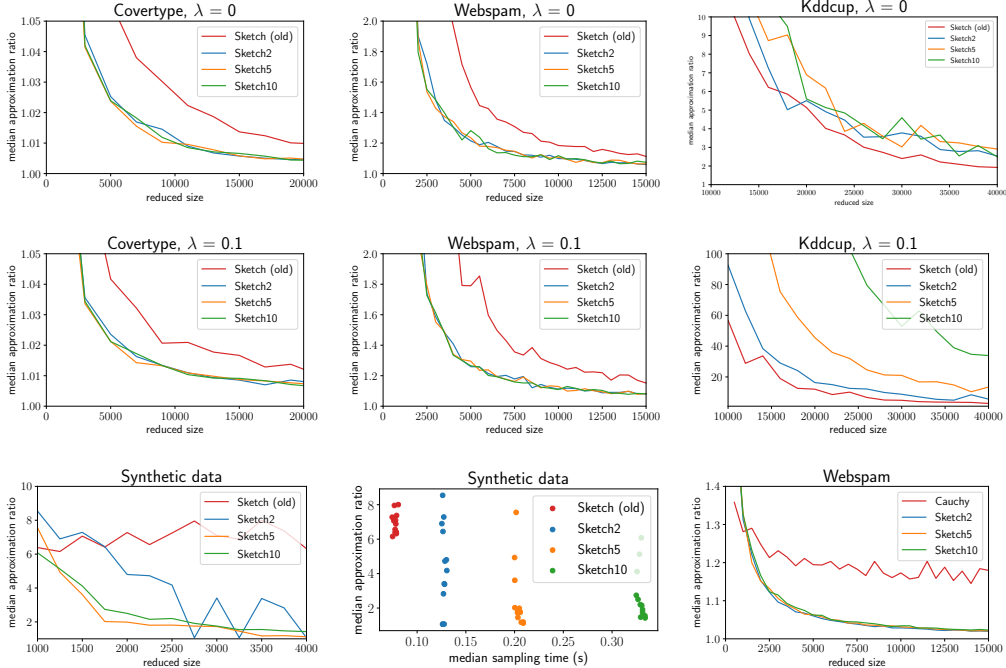 Covertype, λ = 0
median approximation ratio
1.05
1.04
1.03
1.02
1.01
1.00
Sketch (old)
Sketch2
Sketch5
Sketch10
0 5000 10000 15000 20000
reduced size
Webspam, λ = 0
median approximation ratio
2.0
1.8
1.6
1.4
1.2
1.0
Sketch (old)
Sketch2
Sketch5
Sketch10
0 2500 5000 7500 10000 12500 15000
reduced size
Kddcup, λ = 0
median approximation ratio
10
9
8
7
6
5
4
3
2
1
Sketch (old)
Sketch2
Sketch5
Sketch10
10000 15000 20000 25000 30000 35000 40000
reduced size
Covertype, λ = 0.1
median approximation ratio
1.05
1.04
1.03
1.02
1.01
1.00
Sketch (old)
Sketch2
Sketch5
Sketch10
0 5000 10000 15000 20000
reduced size
Webspam, λ = 0.1
median approximation ratio
2.0
1.8
1.6
1.4
1.2
1.0
Sketch (old)
Sketch2
Sketch5
Sketch10
0 2500 5000 7500 10000 12500 15000
reduced size
Kddcup, λ = 0.1
median approximation ratio
100
80
60
40
20
Sketch (old)
Sketch2
Sketch5
Sketch10
10000 15000 20000 25000 30000 35000 40000
reduced size
Synthetic data
median approximation ratio
10
8
6
4
2
Sketch (old)
Sketch2
Sketch5
Sketch10
1000 1500 2000 2500 3000 3500 4000
reduced size
Synthetic data
median approximation ratio
8
6
4
2
Sketch (old)
Sketch2
Sketch5
Sketch10
0.10 0.15 0.20 0.25 0.30
median sampling time (s)
Webspam
median approximation ratio
1.4
1.3
1.2
1.1
1.0
Cauchy
Sketch2
Sketch5
Sketch10
0 2500 5000 7500 10000 12500 15000
reduced size